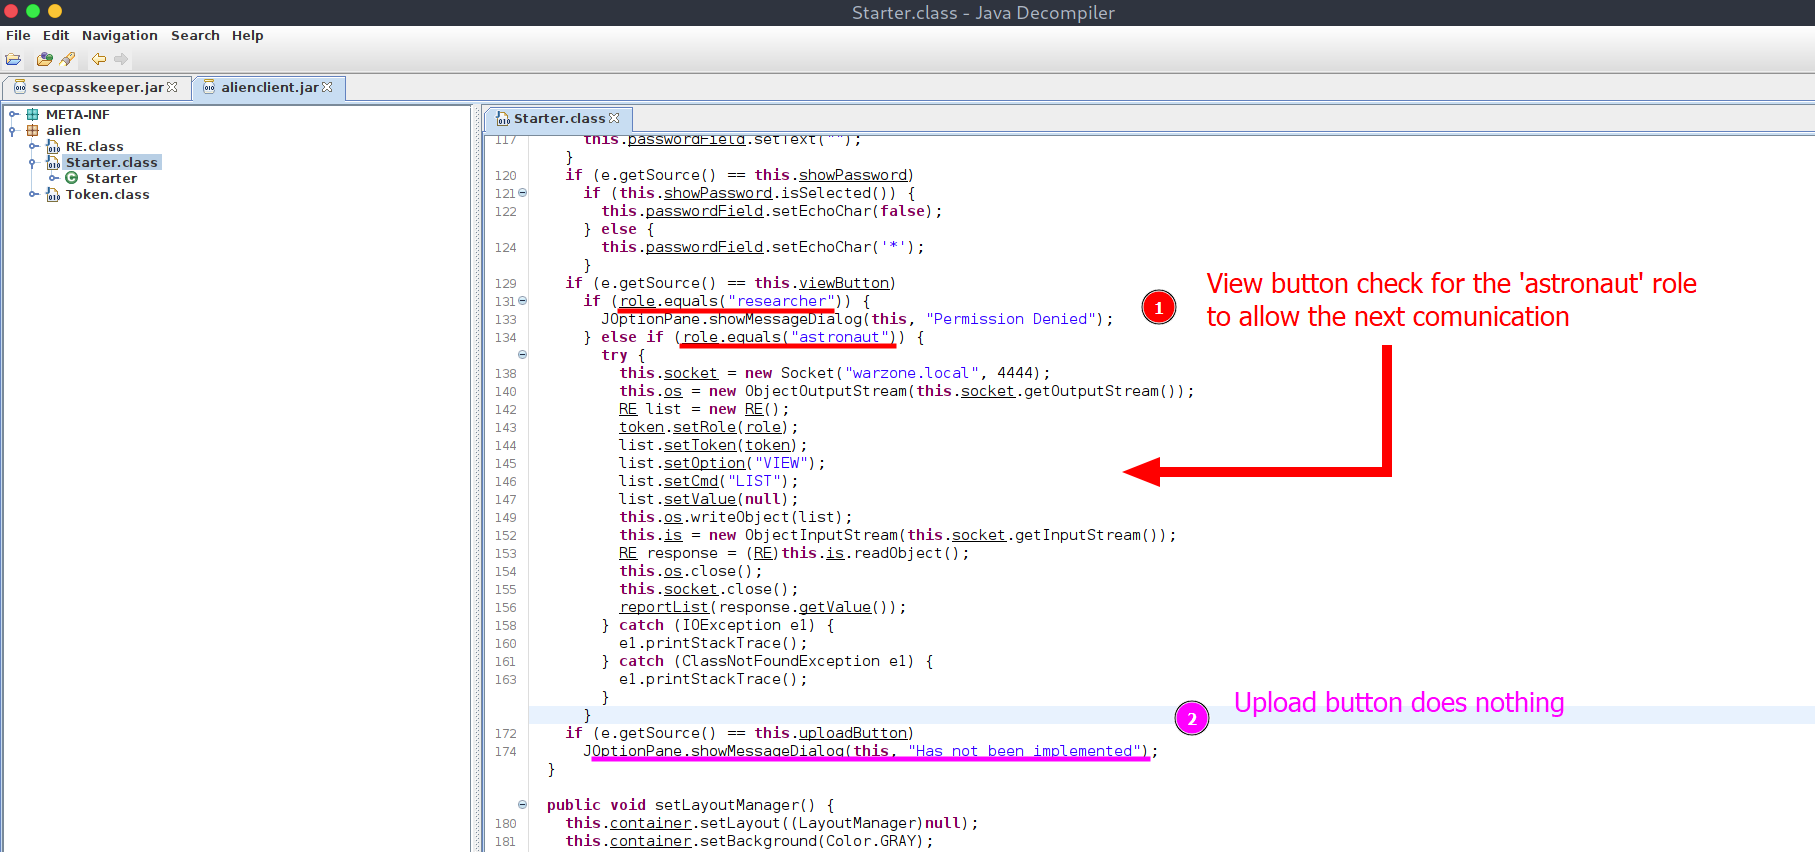 Starter.class - Java Decompiler
File Edit Navigation Search Help
secpasskeeper.jar
alienclient.jar
META-INF
alien
RE.class
Starter.class
Starter
Token.class
Starter.class
117 this.passwordField.setText("");
}
120 if (e.getSource() == this.showPassword)
121 if (this.showPassword.isSelected()) {
122 this.passwordField.setEchoChar(false);
} else {
124 this.passwordField.setEchoChar('*');
}
129 if (e.getSource() == this.viewButton)
131 if (role.equals("researcher")) {
133 JOptionPane.showMessageDialog(this, "Permission Denied");
134 } else if (role.equals("astronaut")) {
try {
138 this.socket = new Socket("warzone.local", 4444);
140 this.os = new ObjectOutputStream(this.socket.getOutputStream());
142 RE list = new RE();
143 token.setRole(role);
144 list.setToken(token);
145 list.setOption("VIEW");
146 list.setCmd("LIST");
147 list.setValue(null);
149 this.os.writeObject(list);
152 this.is = new ObjectInputStream(this.socket.getInputStream());
153 RE response = (RE)this.is.readObject();
154 this.os.close();
155 this.socket.close();
156 reportList(response.getValue());
158 } catch (IOException e1) {
160 e1.printStackTrace();
161 } catch (ClassNotFoundException e1) {
163 e1.printStackTrace();
}
}
172 if (e.getSource() == this.uploadButton)
174 JOptionPane.showMessageDialog(this, "Has not been implemented");
}
public void setLayoutManager() {
180 this.container.setLayout((LayoutManager)null);
181 this.container.setBackground(Color.GRAY);
1
View button check for the 'astronaut' role
to allow the next comunication
2
Upload button does nothing